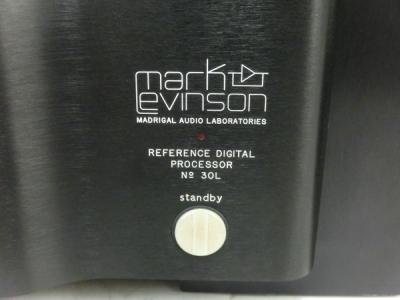 mark
Levinson
MADRIGAL AUDIO LABORATORIES
REFERENCE DIGITAL
PROCESSOR
Nº 30L
standby